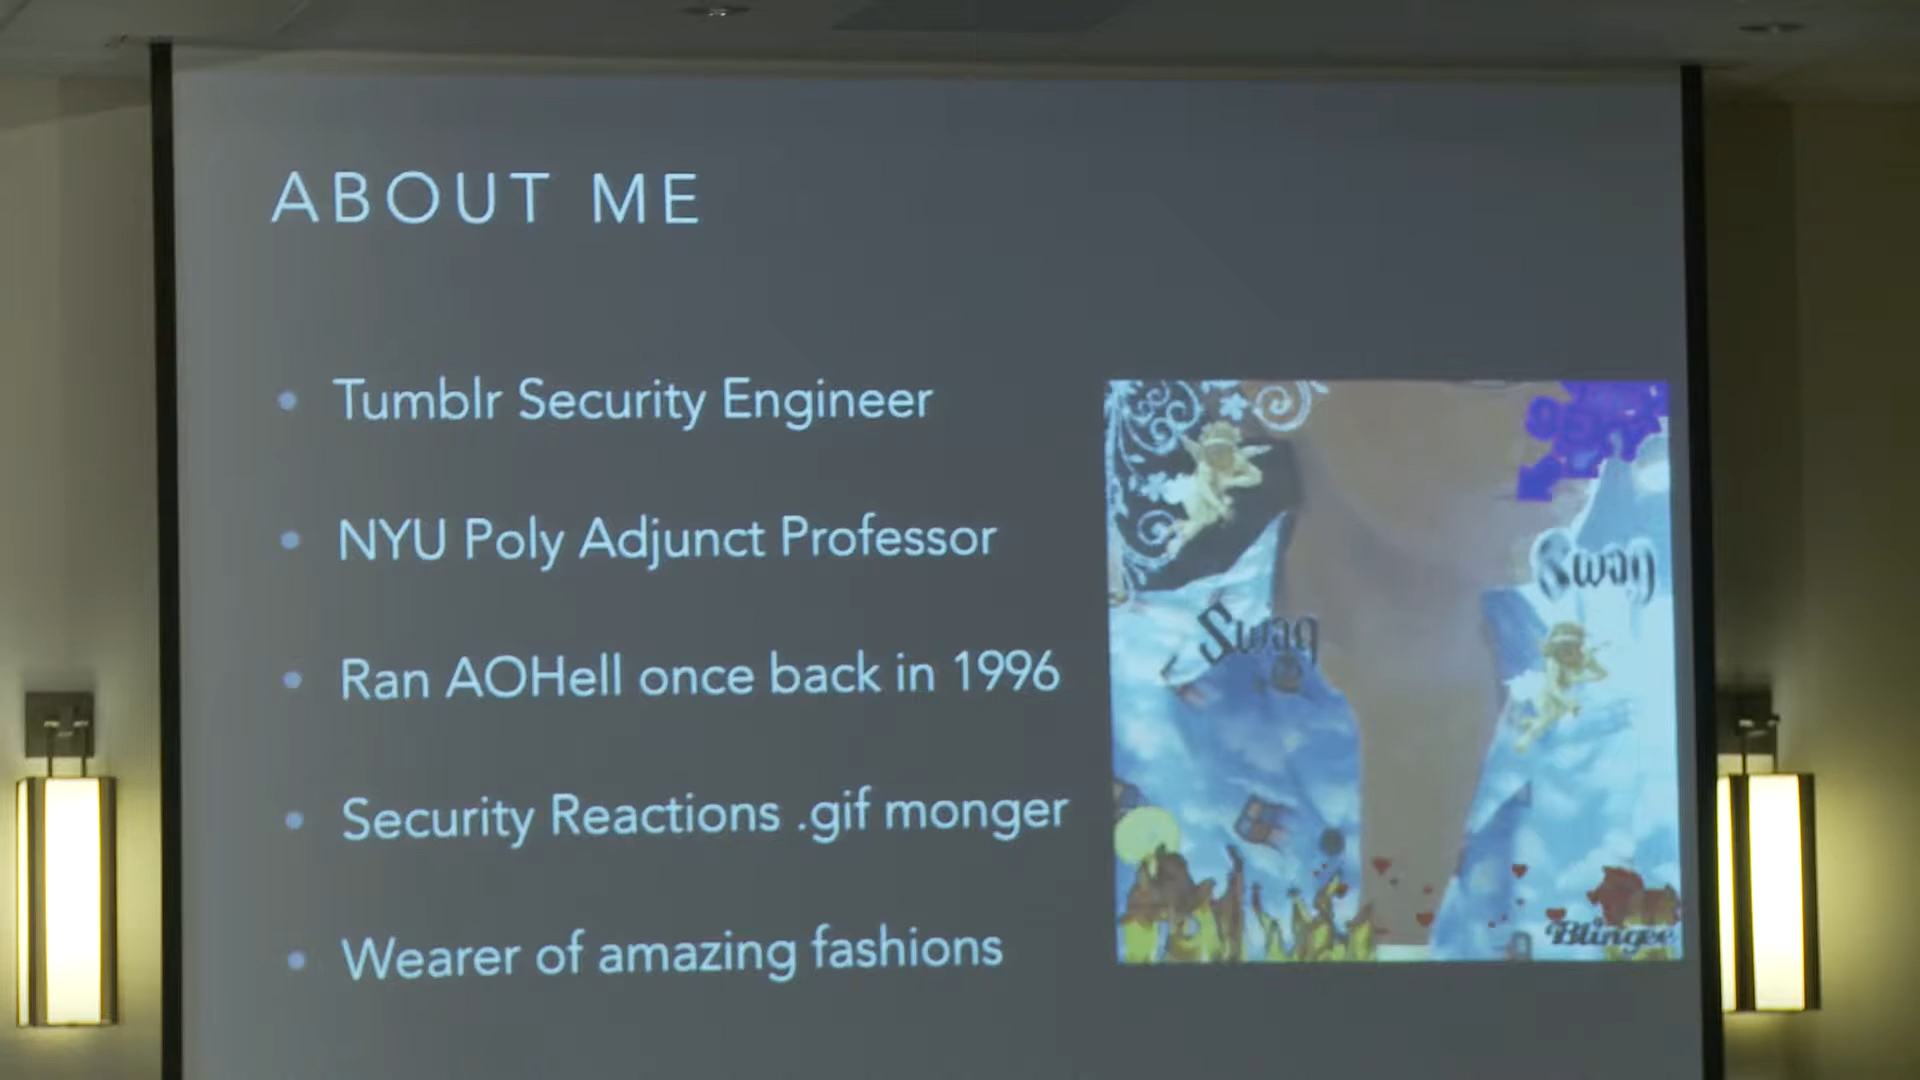 ABOUT ME
• Tumblr Security Engineer
• NYU Poly Adjunct Professor
• Ran AOHell once back in 1996
• Security Reactions .gif monger
• Wearer of amazing fashions
SEXY
Swag
Swag
Blingee